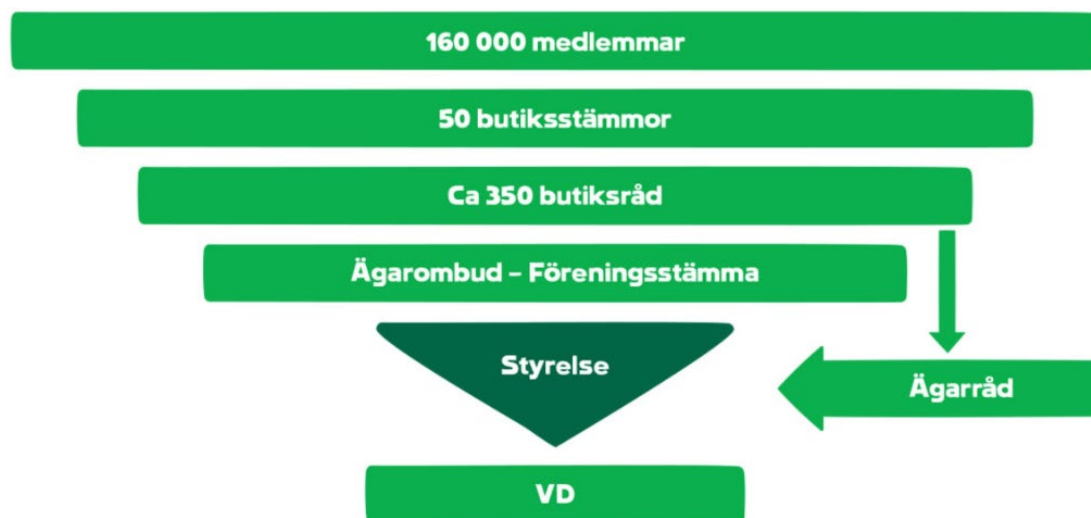 160 000 medlemmar
50 butiksstämmor
Ca 350 butiksråd
Ägarombud – Föreningsstämma
Styrelse
Ägarråd
VD